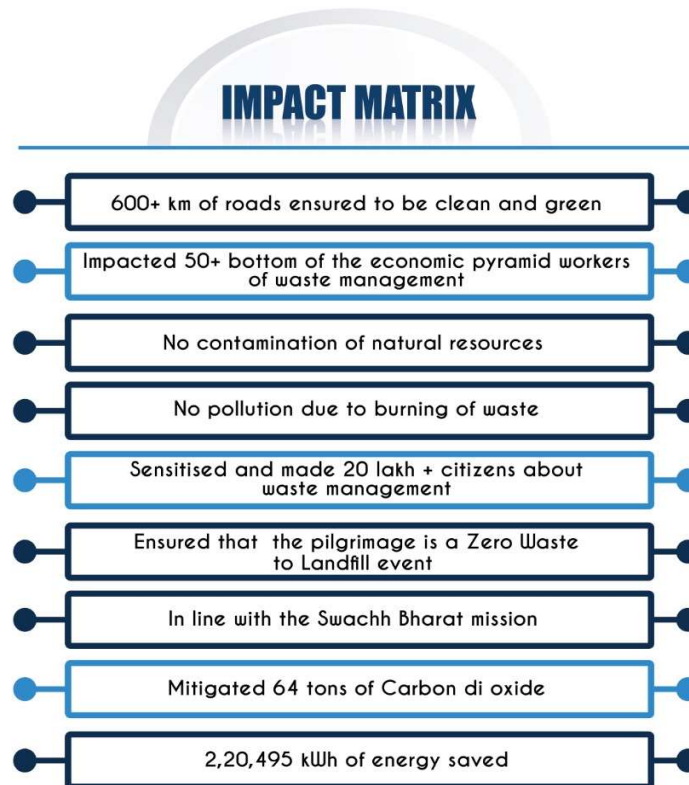 IMPACT MATRIX
600+ km of roads ensured to be clean and green
Impacted 50+ bottom of the economic pyramid workers
of waste management
No contamination of natural resources
No pollution due to burning of waste
Sensitised and made 20 lakh + citizens about
waste management
Ensured that the pilgrimage is a Zero Waste
to Landfill event
In line with the Swachh Bharat mission
Mitigated 64 tons of Carbon di oxide
2,20,495 kWh of energy saved